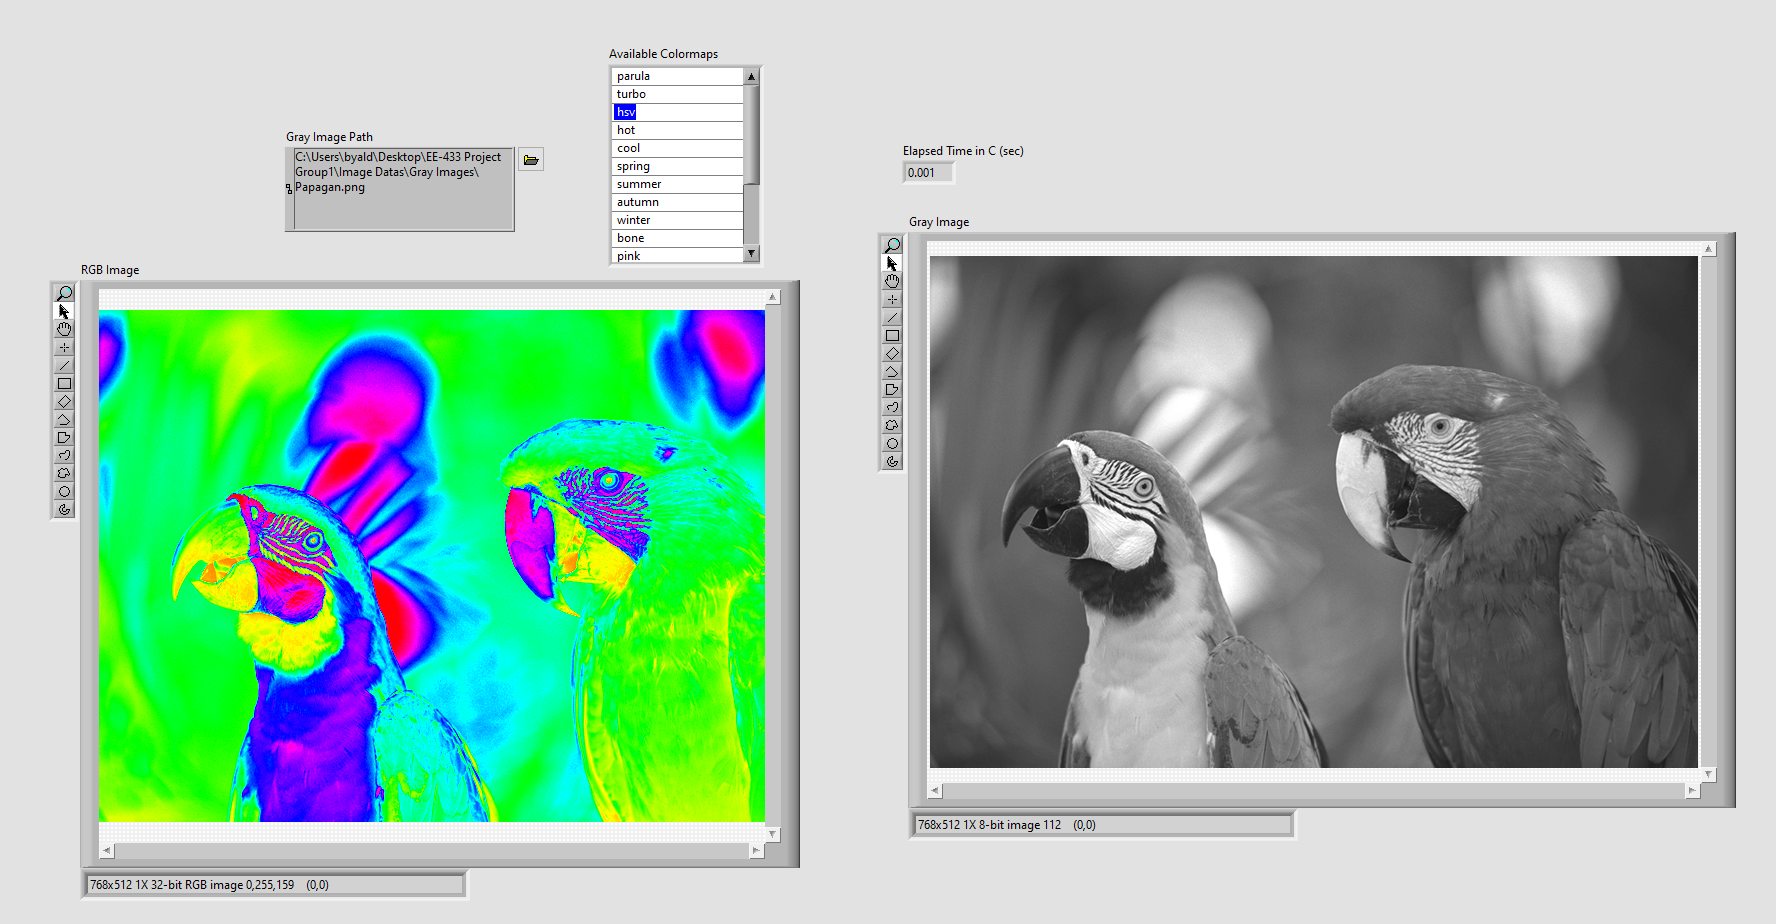 Available Colormaps
parula
turbo
hsv
hot
cool
spring
summer
autumn
winter
bone
pink
Gray Image Path
C:\Users\byald\Desktop\EE-433 Project
Group1\Image Datas\Gray Images\
Papagan.png
Elapsed Time in C (sec)
0.001
RGB Image
768x512 1X 32-bit RGB image 0,255,159 (0,0)
Gray Image
768x512 1X 8-bit image 112 (0,0)